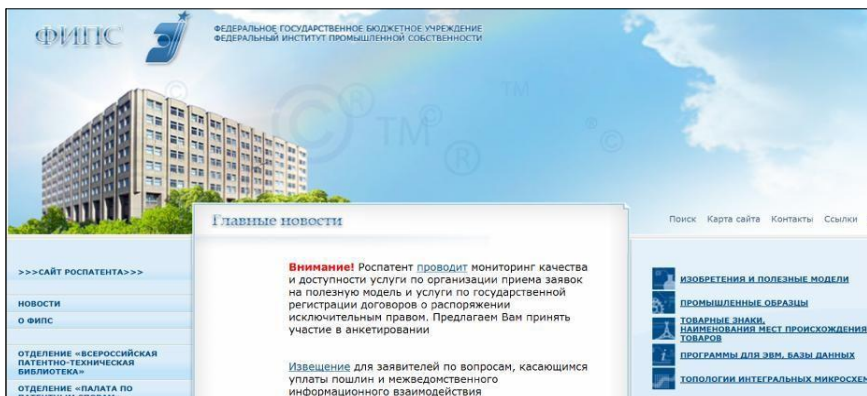 ФИПС
ФЕДЕРАЛЬНОЕ ГОСУДАРСТВЕННОЕ БЮДЖЕТНОЕ УЧРЕЖДЕНИЕ
ФЕДЕРАЛЬНЫЙ ИНСТИТУТ ПРОМЫШЛЕННОЙ СОБСТВЕННОСТИ
© © ® TM © TM
® ® ©
Главные новости
Поиск Карта сайта Контакты Ссылки
>>>САЙТ РОСПАТЕНТА>>>
НОВОСТИ
О ФИПС
ОТДЕЛЕНИЕ «ВСЕРОССИЙСКАЯ
ПАТЕНТНО-ТЕХНИЧЕСКАЯ
БИБЛИОТЕКА»
ОТДЕЛЕНИЕ «ПАЛАТА ПО
ПАТЕНТНЫМ СПОРАМ
Внимание! Роспатент проводит мониторинг качества
и доступности услуги по организации приема заявок
на полезную модель и услуги по государственной
регистрации договоров о распоряжении
исключительным правом. Предлагаем Вам принять
участие в анкетировании
Извещение для заявителей по вопросам, касающимся
уплаты пошлин и межведомственного
информационного взаимодействия
ИЗОБРЕТЕНИЯ И ПОЛЕЗНЫЕ МОДЕЛИ
ПРОМЫШЛЕННЫЕ ОБРАЗЦЫ
ТОВАРНЫЕ ЗНАКИ,
НАИМЕНОВАНИЯ МЕСТ ПРОИСХОЖДЕНИЯ
ТОВАРОВ
ПРОГРАММЫ ДЛЯ ЭВМ, БАЗЫ ДАННЫХ
ТОПОЛОГИИ ИНТЕГРАЛЬНЫХ МИКРОСХЕМ